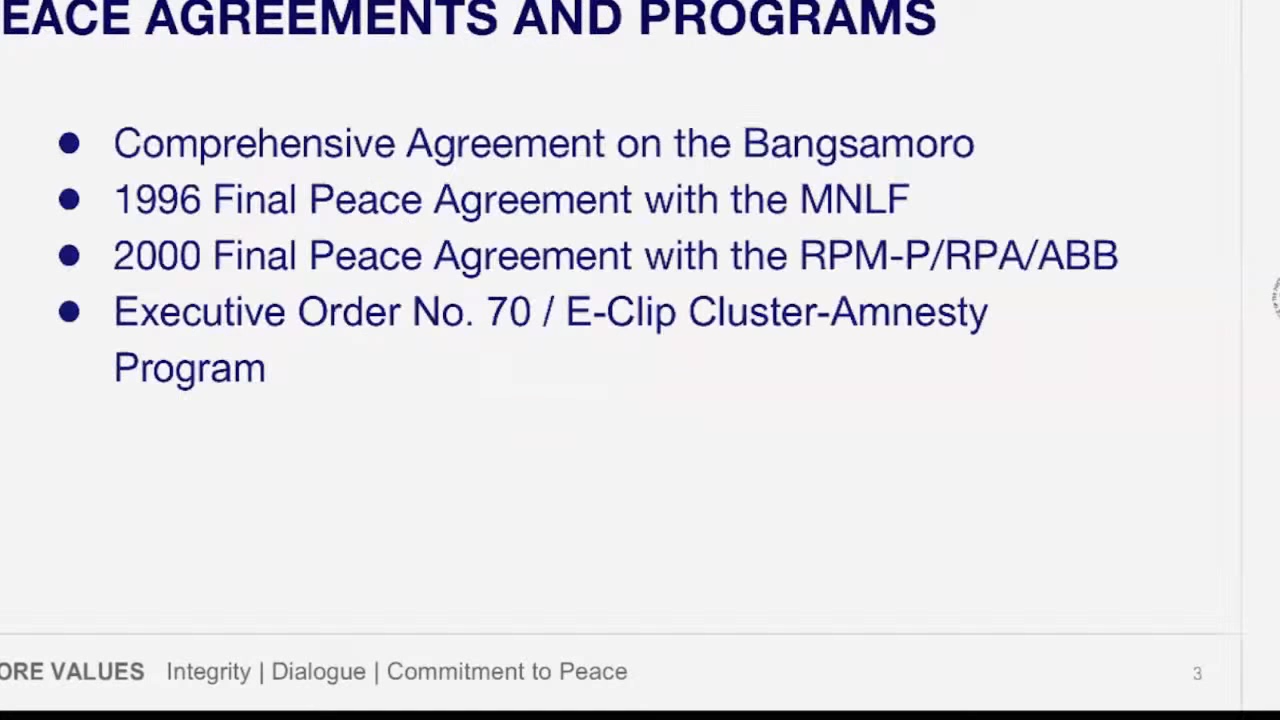 EACE AGREEMENTS AND PROGRAMS
● Comprehensive Agreement on the Bangsamoro
● 1996 Final Peace Agreement with the MNLF
● 2000 Final Peace Agreement with the RPM-P/RPA/ABB
● Executive Order No. 70 / E-Clip Cluster-Amnesty
Program
ORE VALUES Integrity | Dialogue | Commitment to Peace
3